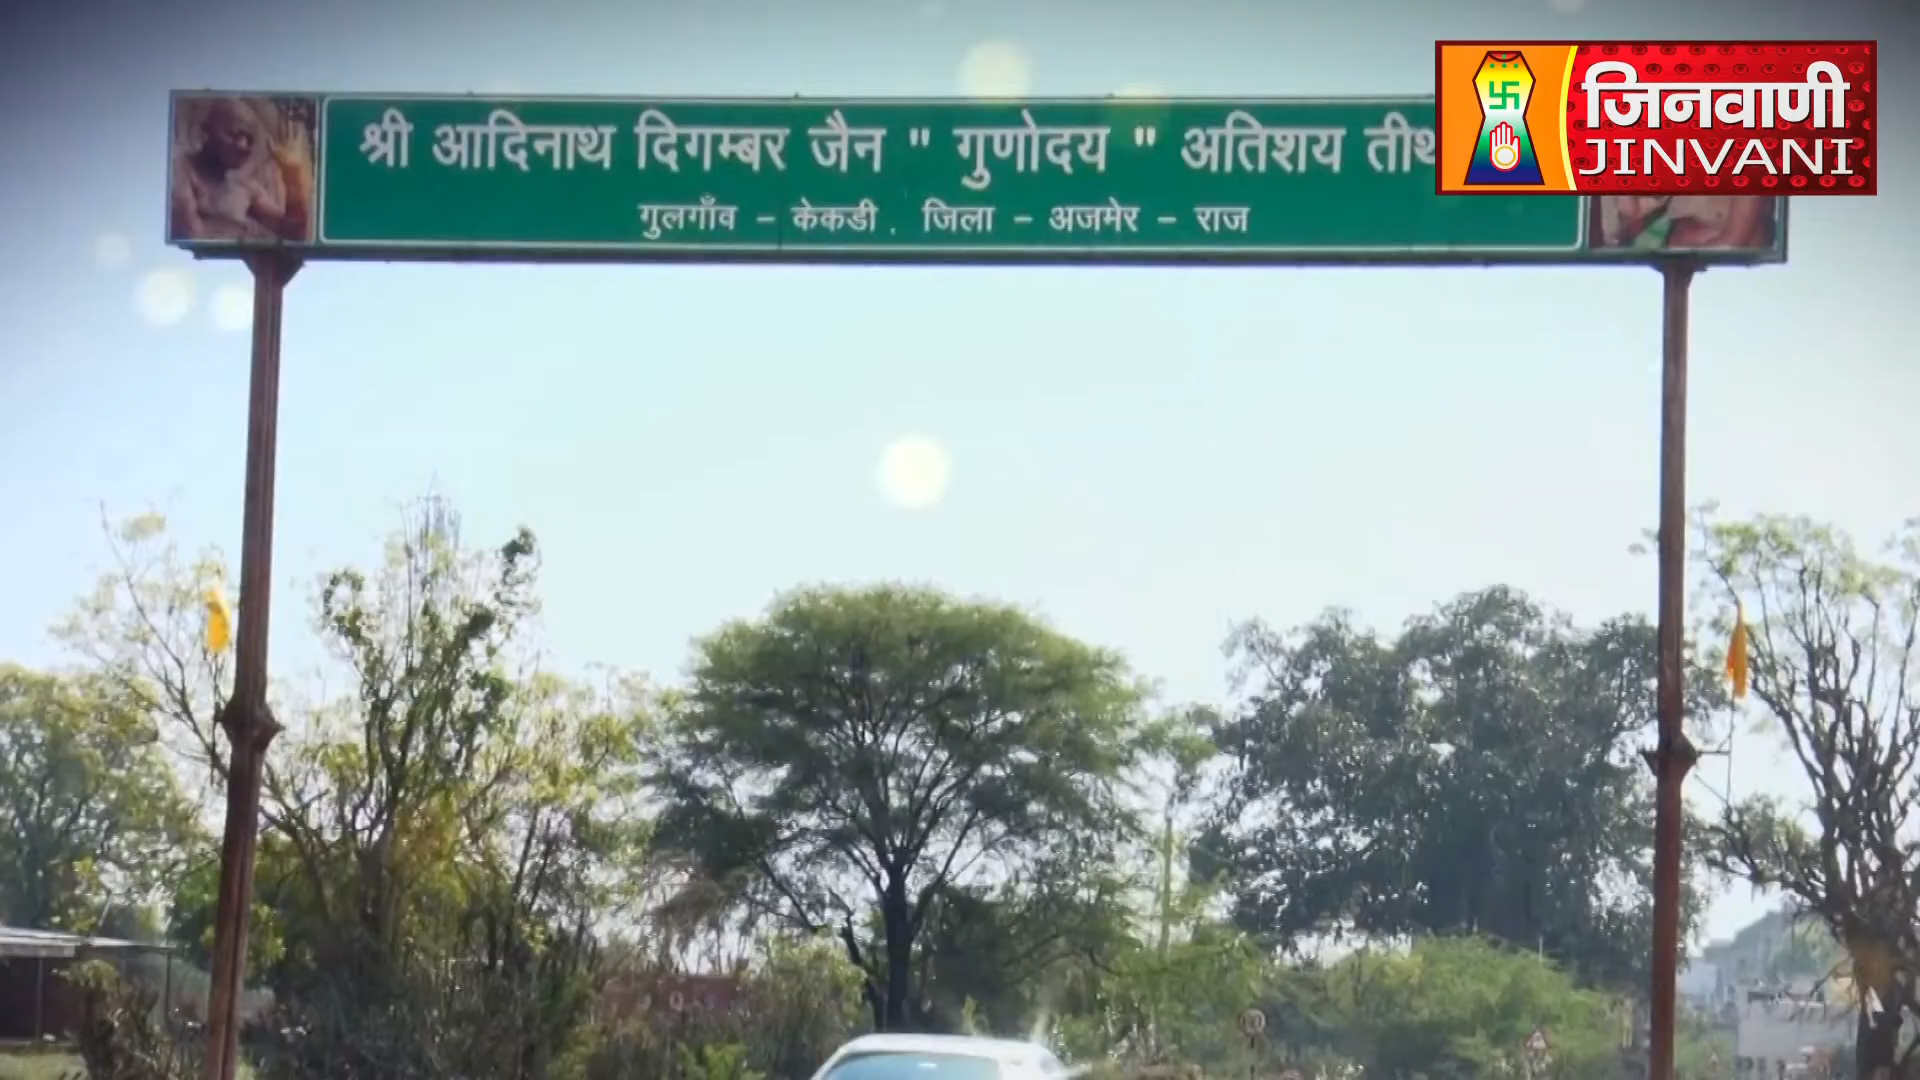 श्री आदिनाथ दिगम्बर जैन " गुणोदय " अतिशय
गुलगाँव - केकडी , जिला - अजमेर - राज
जिनवाणी
JINVANI